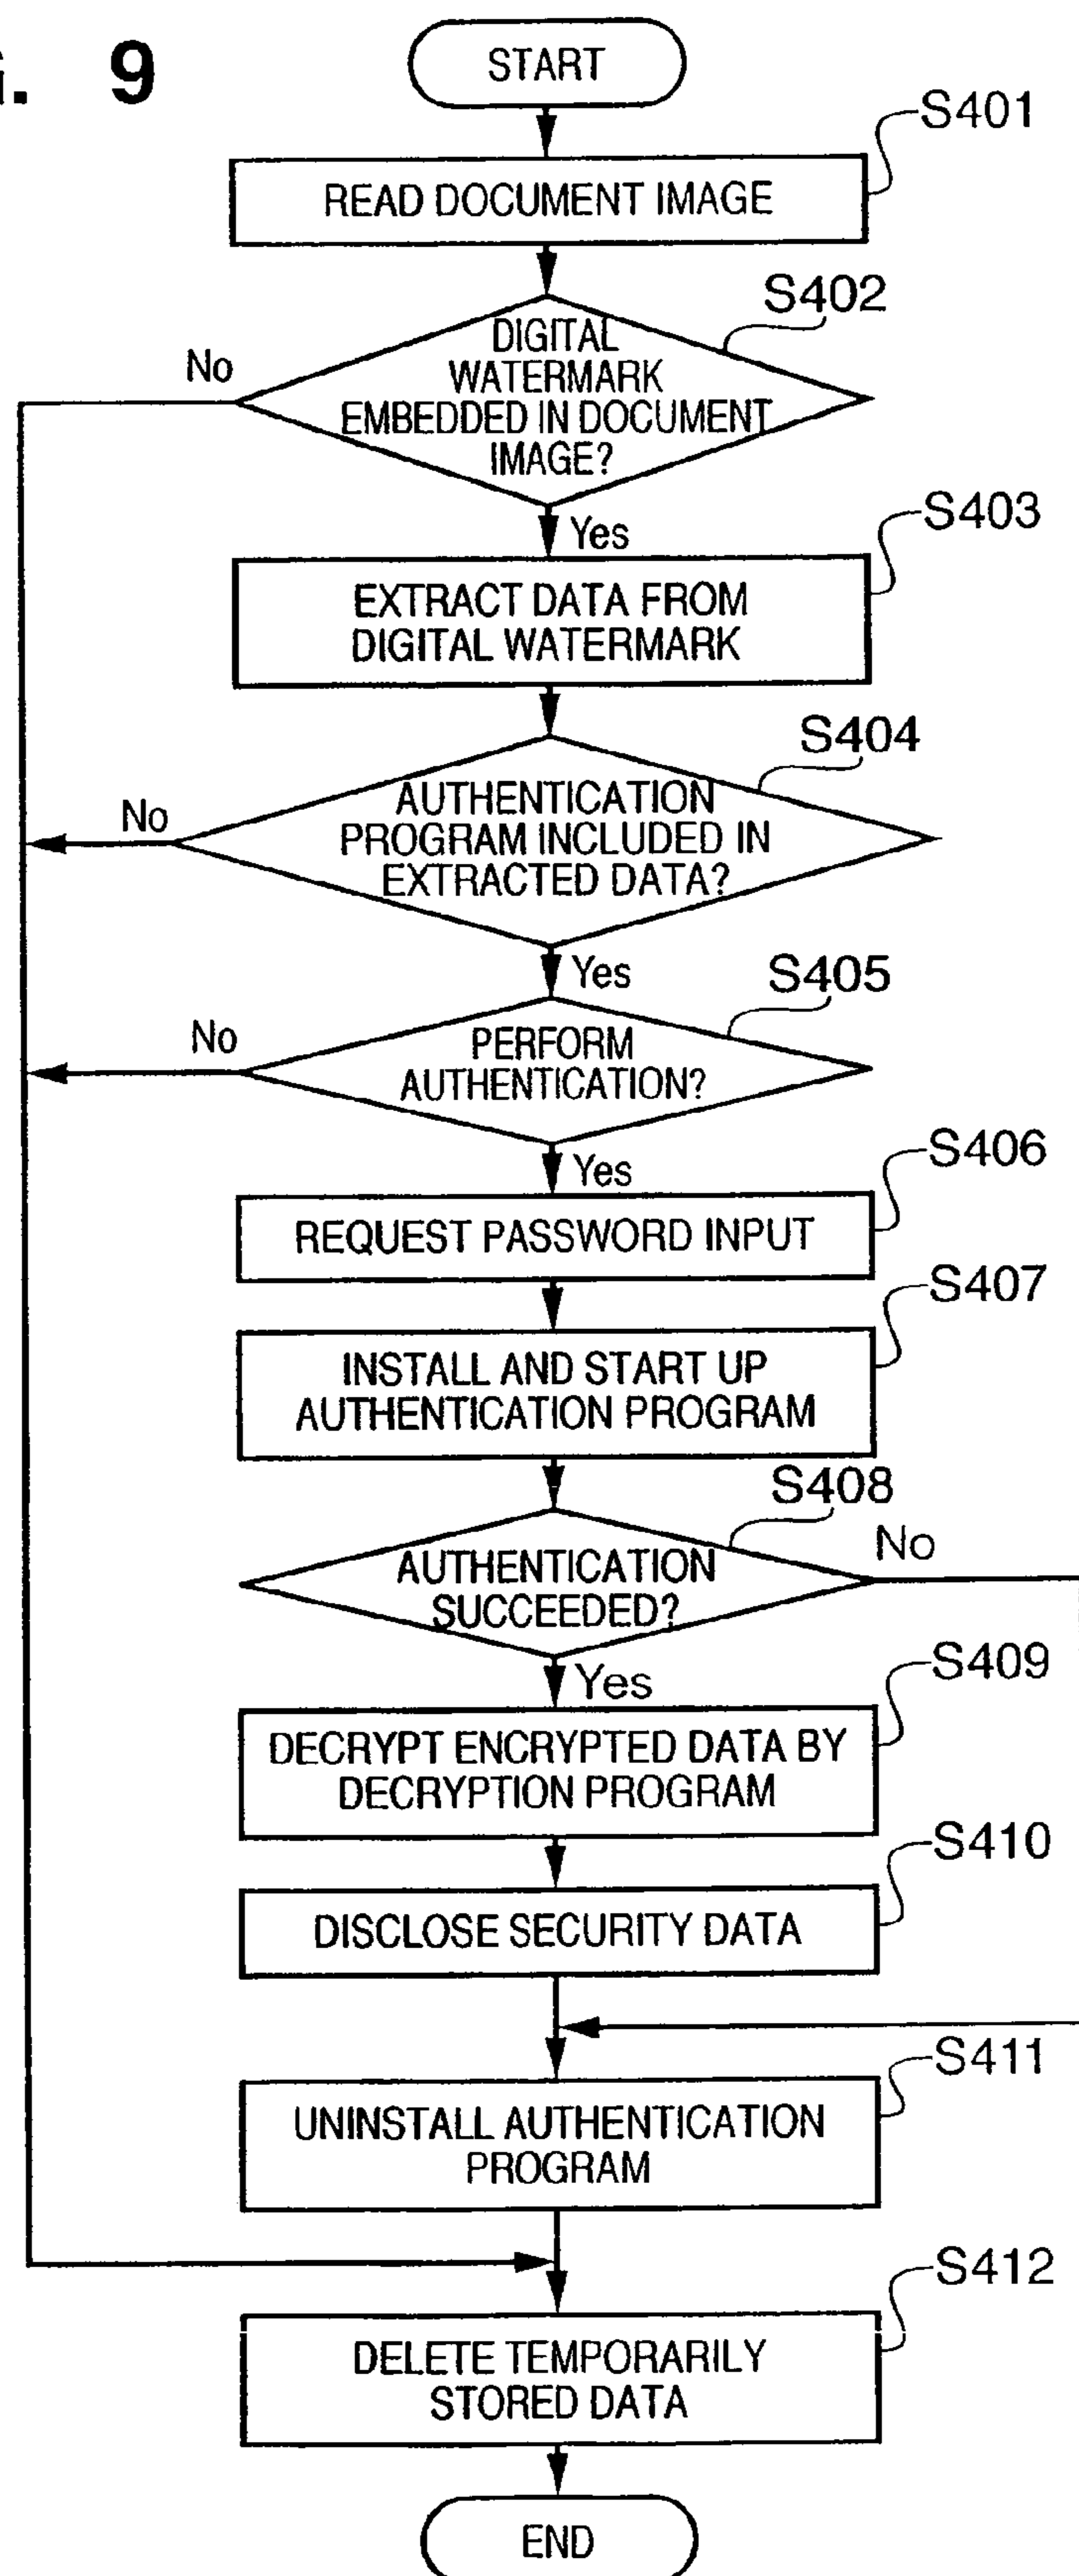 9
START
S401
READ DOCUMENT IMAGE
S402
DIGITAL
WATERMARK
EMBEDDED IN DOCUMENT
IMAGE?
No
Yes
S403
EXTRACT DATA FROM
DIGITAL WATERMARK
S404
AUTHENTICATION
PROGRAM INCLUDED IN
EXTRACTED DATA?
No
Yes
S405
PERFORM
AUTHENTICATION?
No
Yes
S406
REQUEST PASSWORD INPUT
S407
INSTALL AND START UP
AUTHENTICATION PROGRAM
S408
AUTHENTICATION
SUCCEEDED?
No
Yes
S409
DECRYPT ENCRYPTED DATA BY
DECRYPTION PROGRAM
S410
DISCLOSE SECURITY DATA
S411
UNINSTALL AUTHENTICATION
PROGRAM
S412
DELETE TEMPORARILY
STORED DATA
END